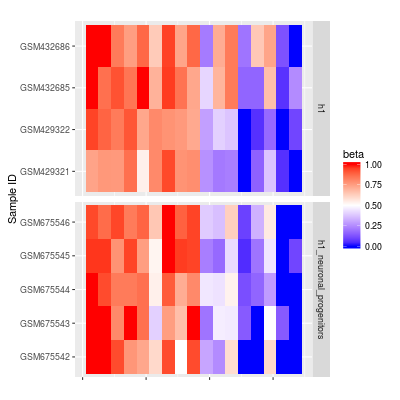 GSM432686
GSM432685
GSM429322
GSM429321
h1
GSM675546
GSM675545
GSM675544
GSM675543
GSM675542
h1_neuronal_progenitors
Sample ID
beta
1.00
0.75
0.50
0.25
0.00